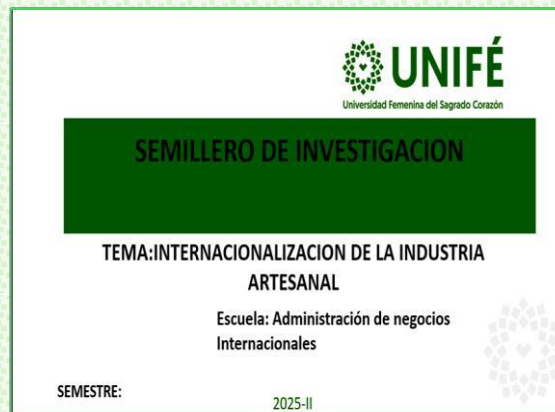 UNIFÉ
Universidad Femenina del Sagrado Corazón
SEMILLERO DE INVESTIGACION
TEMA:INTERNACIONALIZACION DE LA INDUSTRIA
ARTESANAL
Escuela: Administración de negocios
Internacionales
SEMESTRE:
2025-II